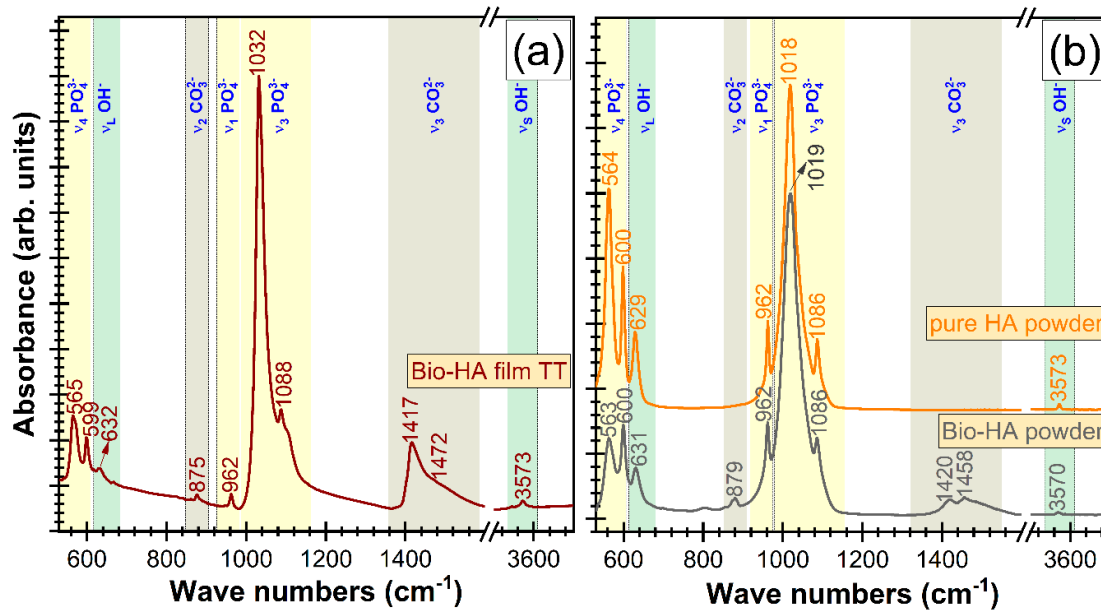 (a)
ν4 PO4^3-
νL OH-
ν2 CO3^2-
ν1 PO4^3-
ν3 PO4^3-
ν3 CO3^2-
νS OH-
1032
565
599
632
875
962
1088
1417
1472
3573
Bio-HA film TT
Absorbance (arb. units)
600 800 1000 1200 1400 3600
Wave numbers (cm-1)
(b)
ν4 PO4^3-
νL OH-
ν2 CO3^2-
ν1 PO4^3-
ν3 PO4^3-
ν3 CO3^2-
νS OH-
1018
1019
564
600
629
962
1086
3573
pure HA powder
563
600
631
879
962
1086
1420
1458
3570
Bio-HA powder
600 800 1000 1200 1400 3600
Wave numbers (cm-1)